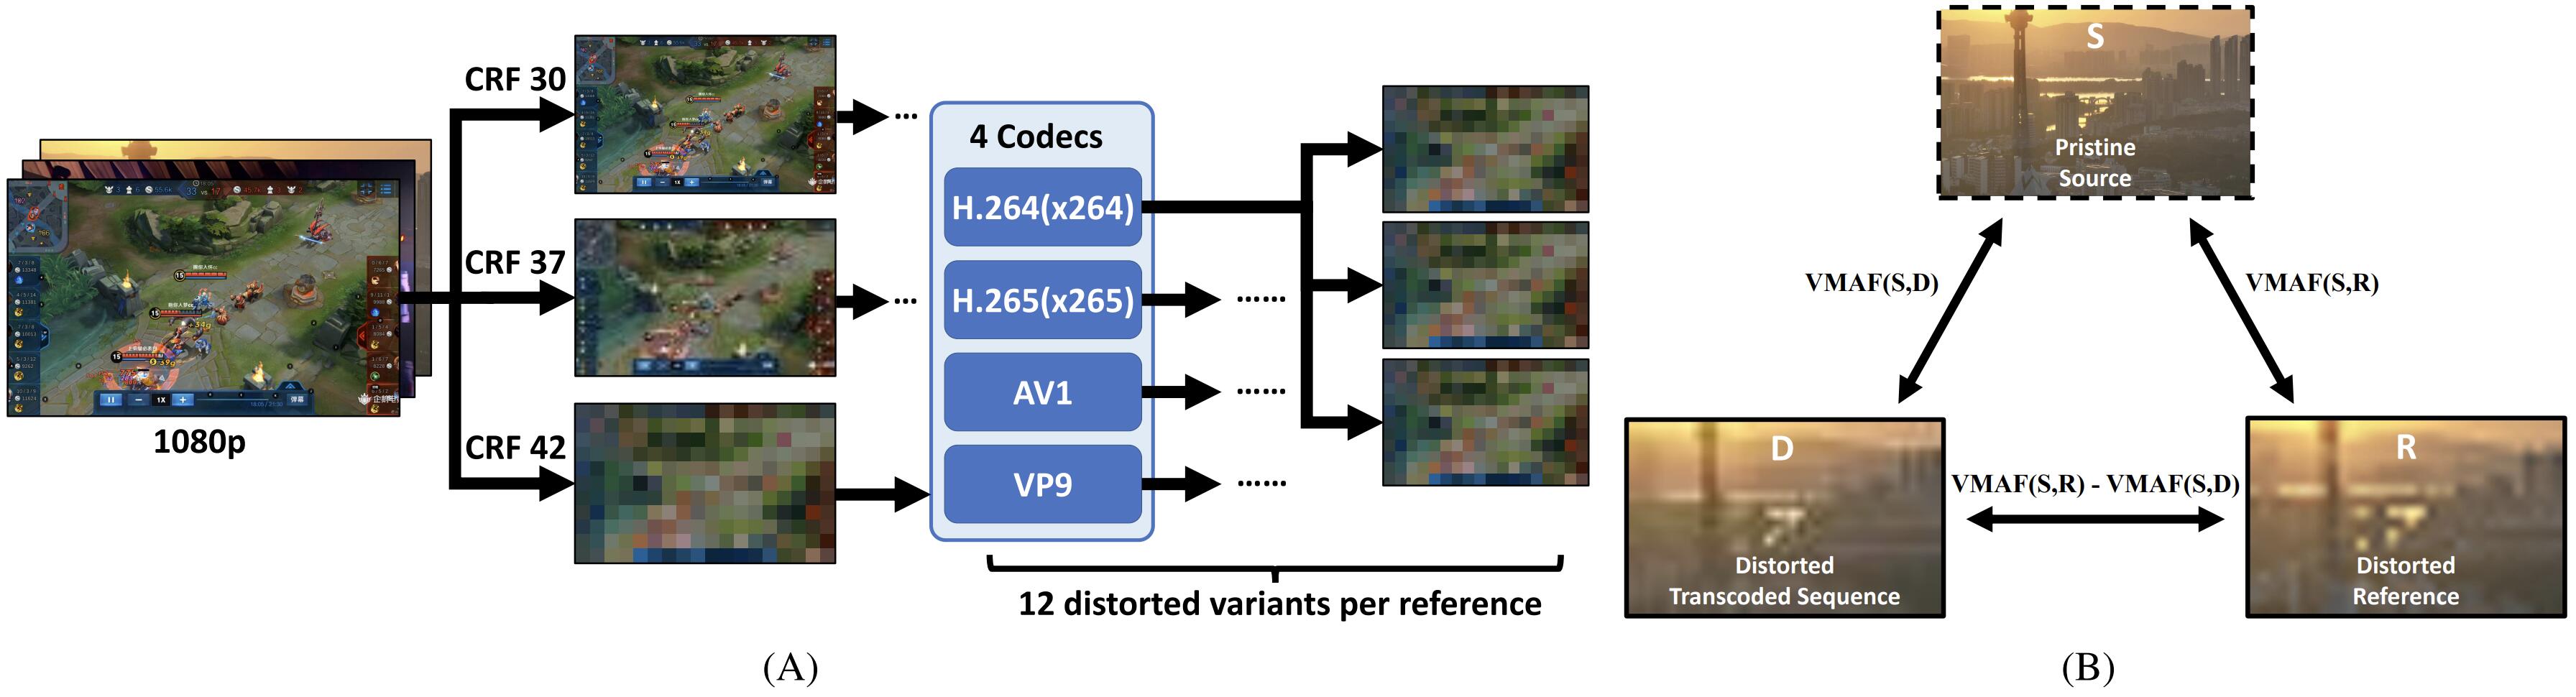 CRF 30
CRF 37
CRF 42
1080p
...
...
4 Codecs
H.264(x264)
H.265(x265)
......
AV1
......
VP9
......
12 distorted variants per reference
(A)
S
Pristine
Source
VMAF(S,D)
VMAF(S,R)
D
Distorted
Transcoded Sequence
VMAF(S,R) - VMAF(S,D)
R
Distorted
Reference
(B)